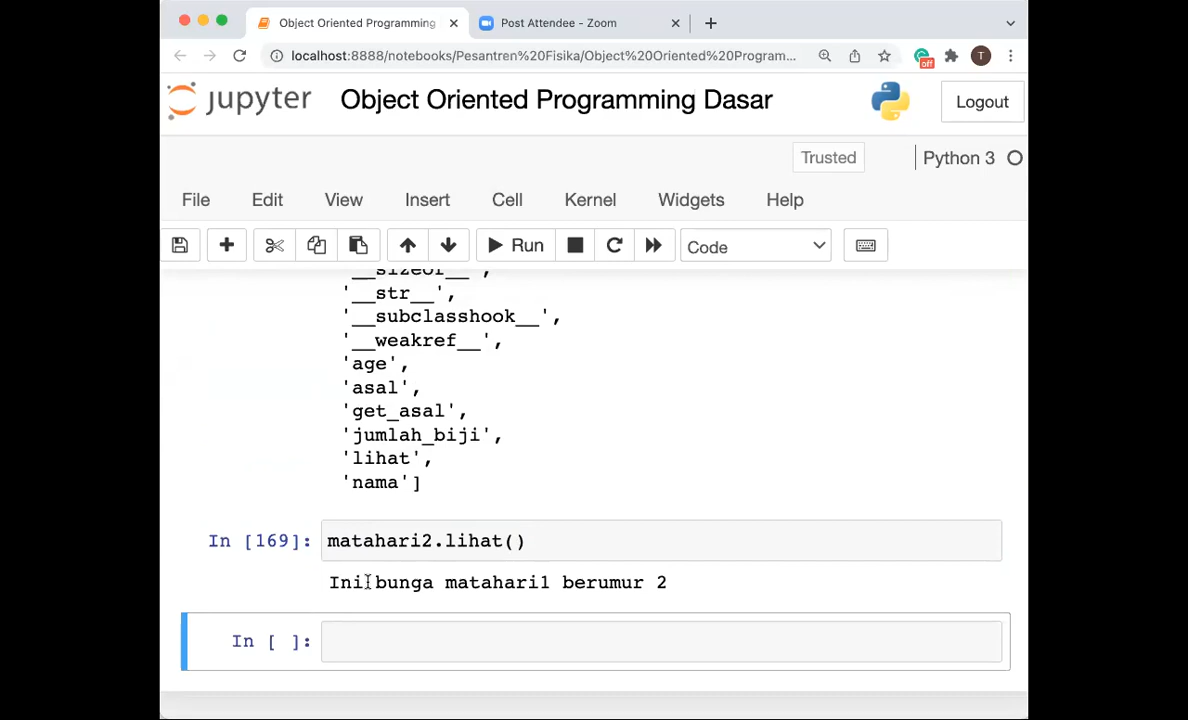 Object Oriented Programming
Post Attendee - Zoom
localhost:8888/notebooks/Pesantren%20Fisika/Object%20Oriented%20Program...
off
T
jupyter
Object Oriented Programming Dasar
Logout
Trusted
Python 3
File Edit View Insert Cell Kernel Widgets Help
Run
Code
'__sizeof__',
'__str__',
'__subclasshook__',
'__weakref__',
'age',
'asal',
'get_asal',
'jumlah_biji',
'lihat',
'nama']
In [169]: matahari2.lihat()
Ini bunga matahari1 berumur 2
In [ ]: